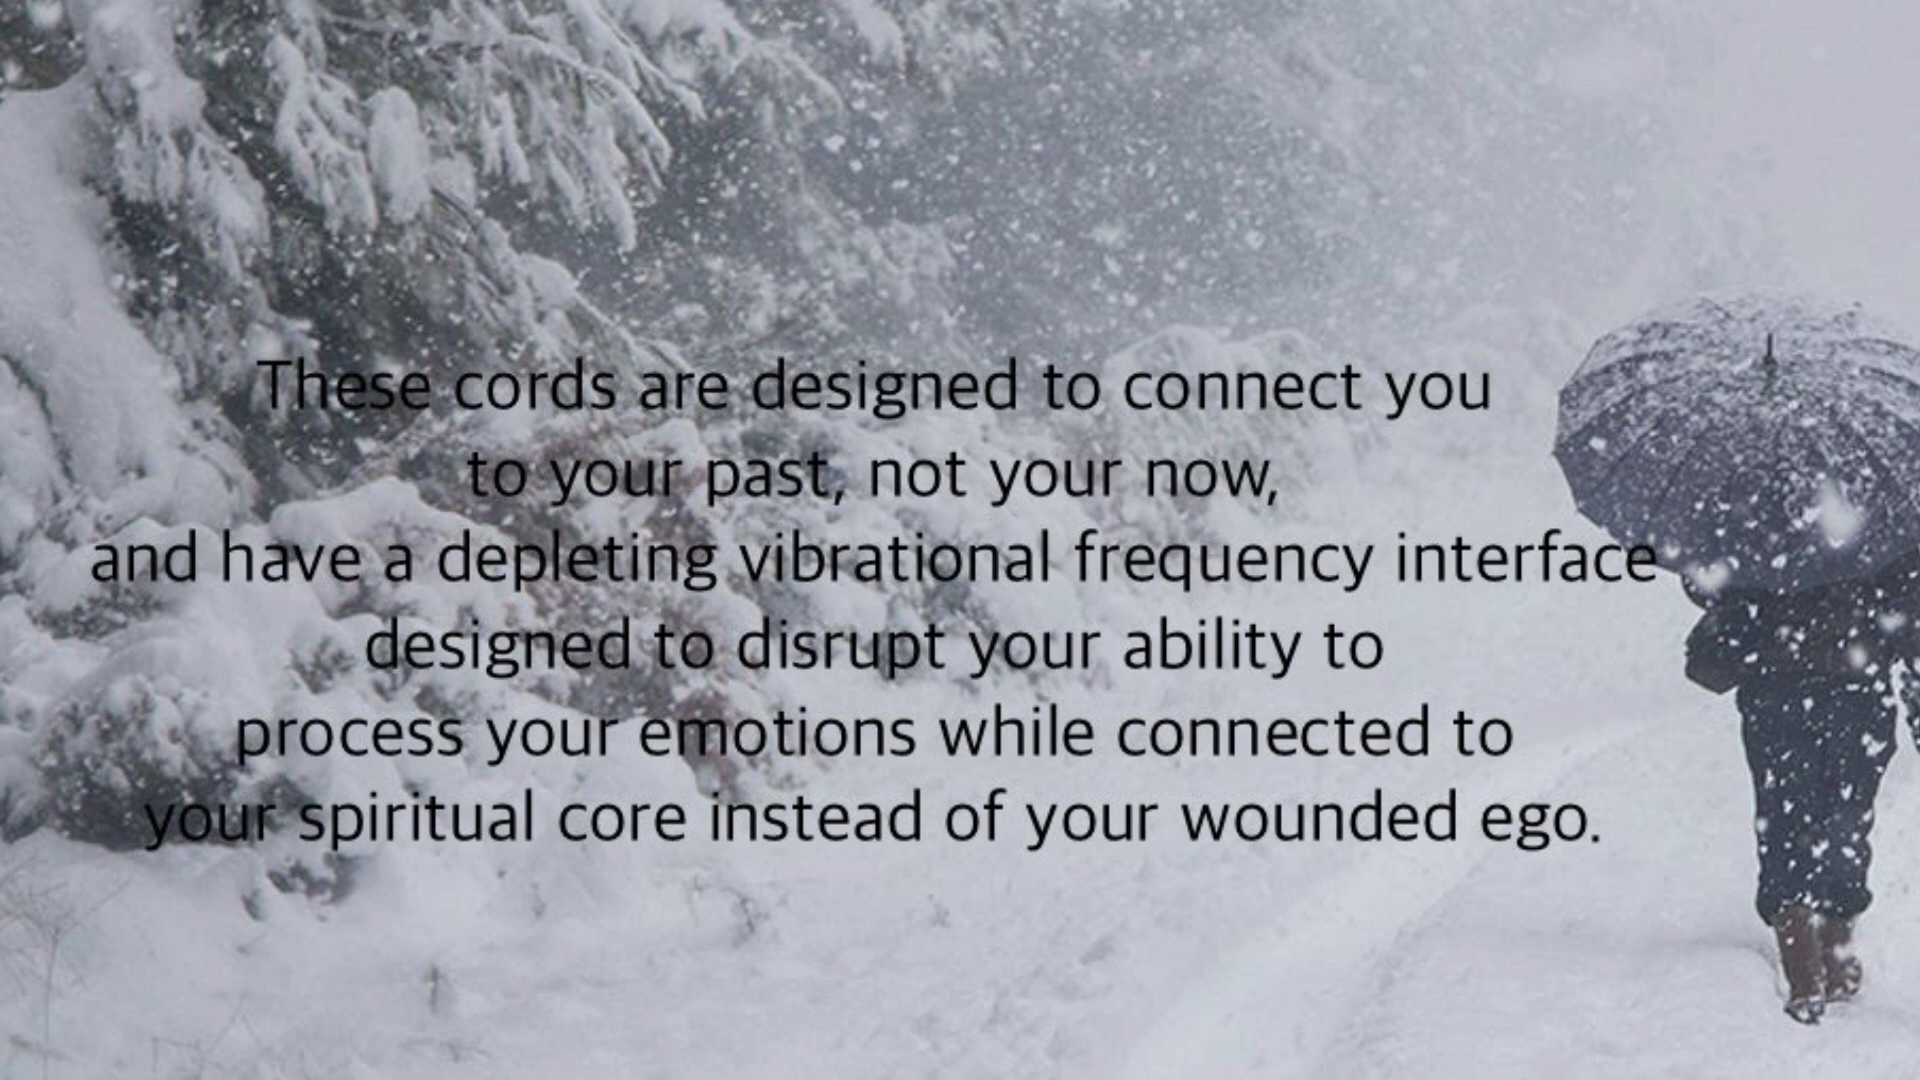 These cords are designed to connect you
to your past, not your now,
and have a depleting vibrational frequency interface
designed to disrupt your ability to
process your emotions while connected to
your spiritual core instead of your wounded ego.